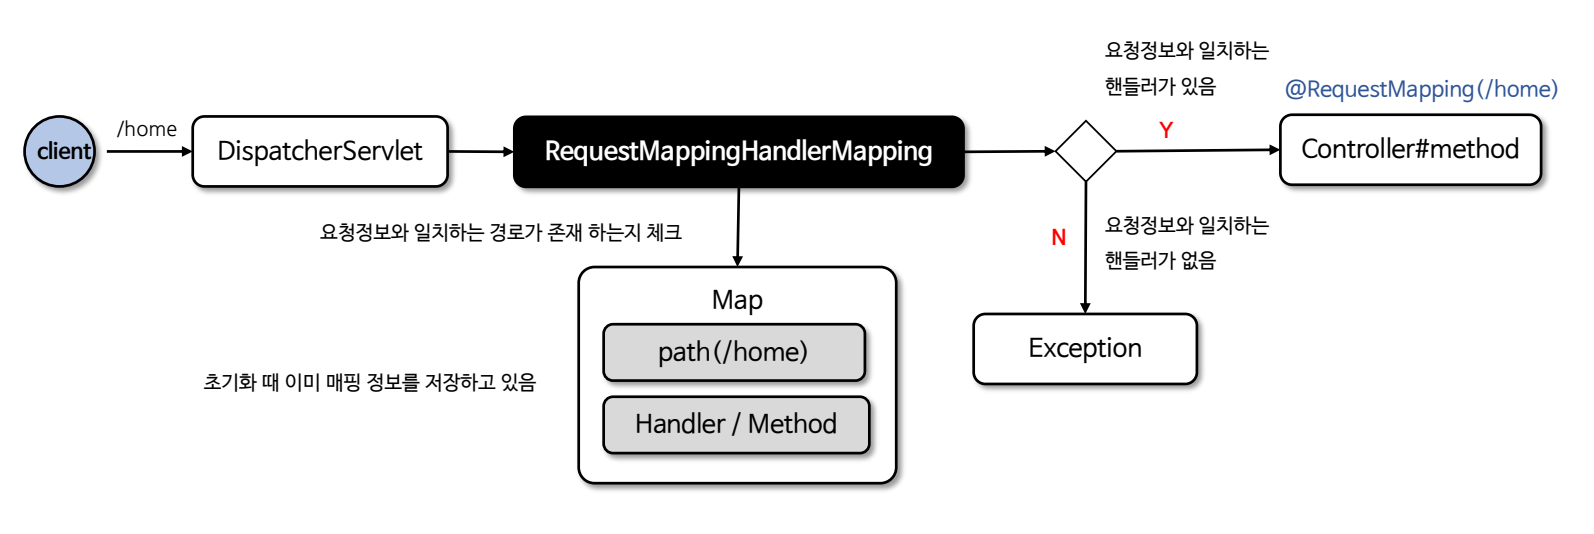 요청정보와 일치하는
핸들러가 있음
@RequestMapping(/home)
client
/home
DispatcherServlet
RequestMappingHandlerMapping
Y
Controller#method
요청정보와 일치하는 경로가 존재 하는지 체크
N
요청정보와 일치하는
핸들러가 없음
Map
path(/home)
Handler / Method
초기화 때 이미 매핑 정보를 저장하고 있음
Exception